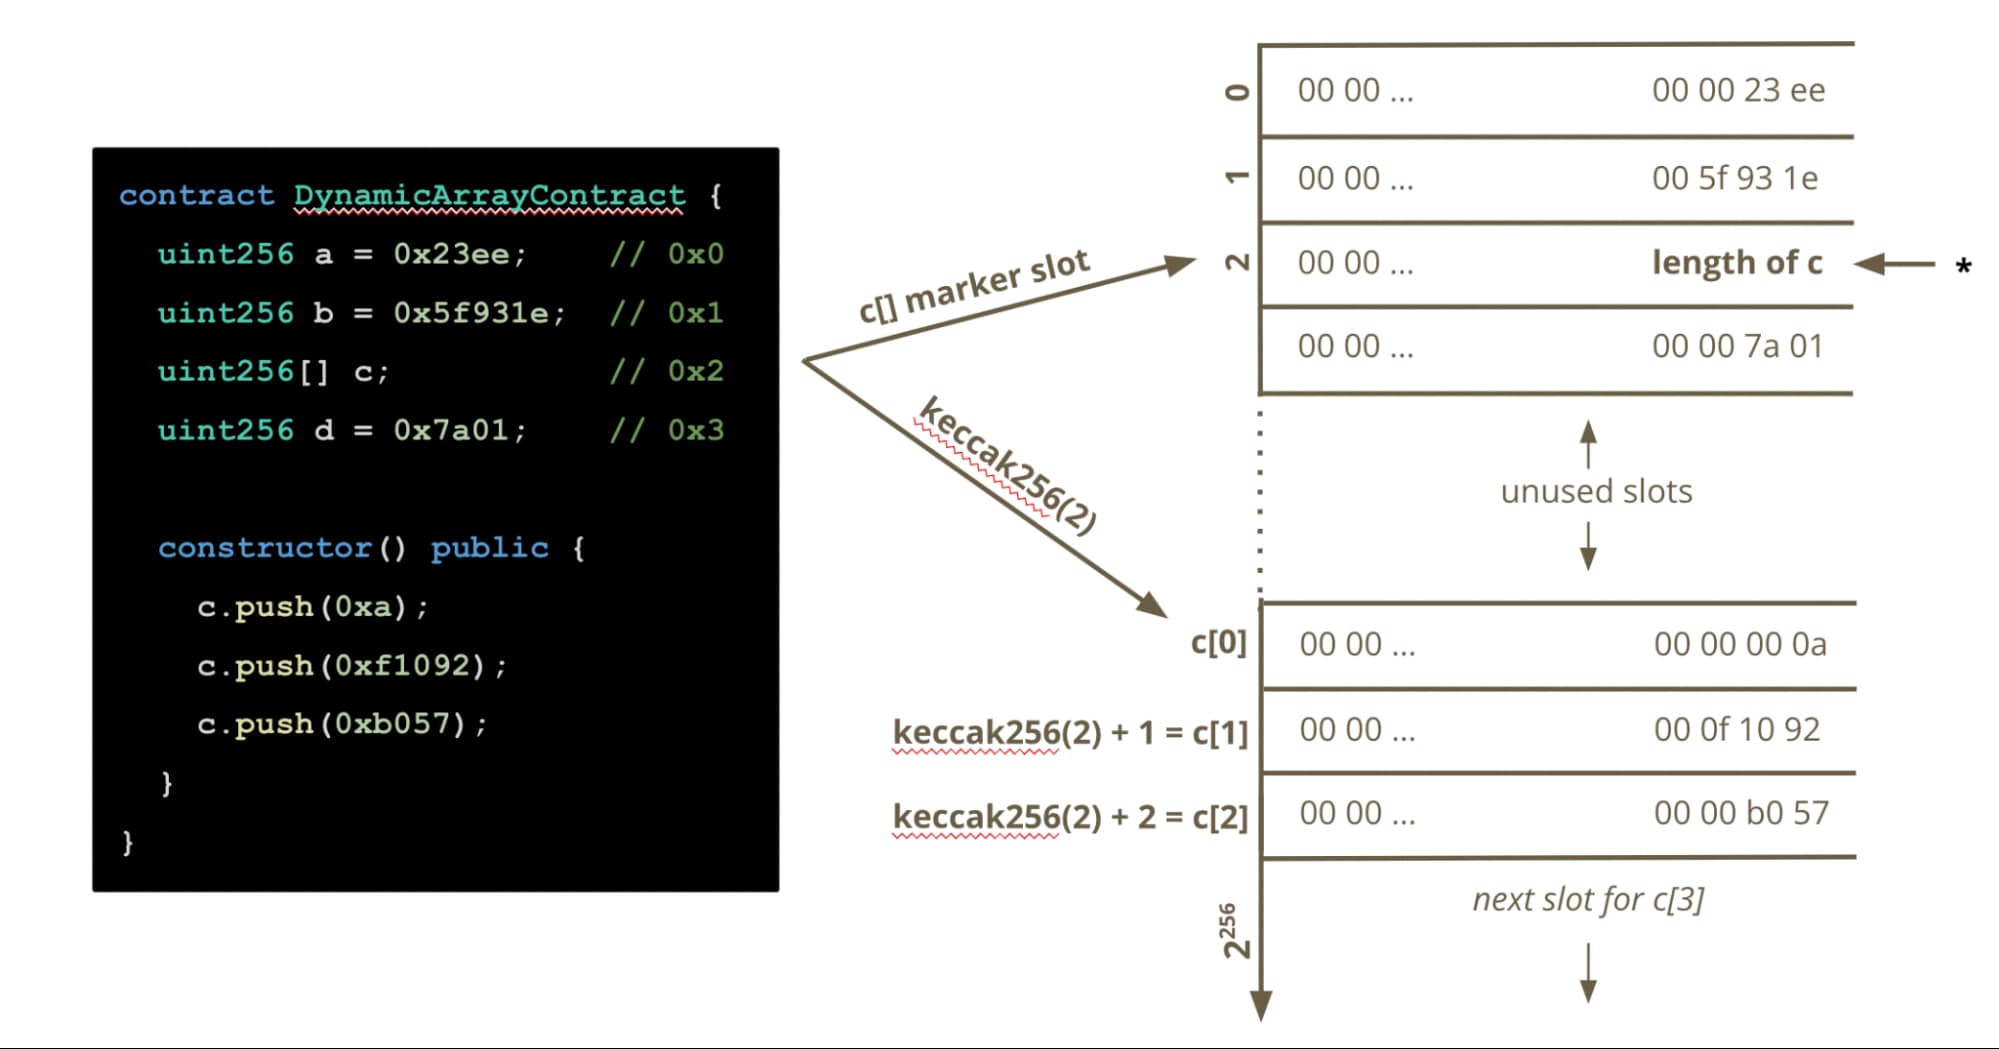 contract DynamicArrayContract {
uint256 a = 0x23ee; // 0x0
uint256 b = 0x5f931e; // 0x1
uint256[] c; // 0x2
uint256 d = 0x7a01; // 0x3
constructor() public {
c.push(0xa);
c.push(0xf1092);
c.push(0xb057);
}
}
c[] marker slot
keccak256(2)
0 00 00 ... 00 00 23 ee
1 00 00 ... 00 5f 93 1e
2 00 00 ... length of c *
00 00 ... 00 00 7a 01
unused slots
c[0] 00 00 ... 00 00 00 0a
keccak256(2) + 1 = c[1] 00 00 ... 00 0f 10 92
keccak256(2) + 2 = c[2] 00 00 ... 00 00 b0 57
next slot for c[3]
2^256